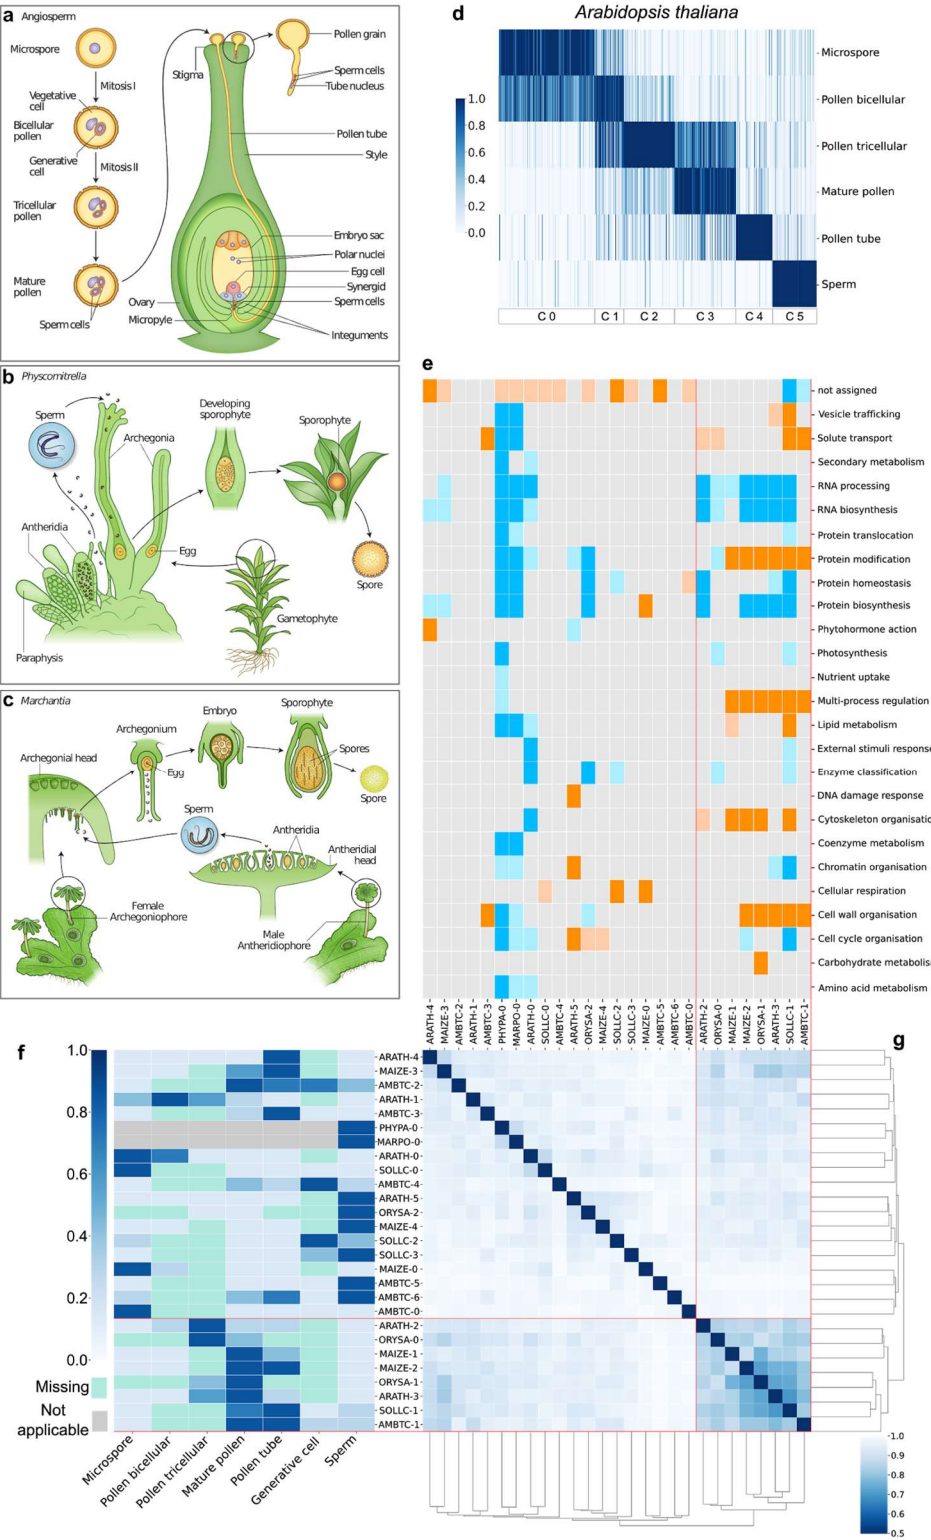 a
Angiosperm
Microspore
Mitosis I
Vegetative
cell
Bicellular
pollen
Generative
cell
Mitosis II
Tricellular
pollen
Mature
pollen
Sperm cells
Stigma
Pollen grain
Sperm cells
Tube nucleus
Pollen tube
Style
Embryo sac
Polar nuclei
Egg cell
Synergid
Sperm cells
Ovary
Micropyle
Integuments
b
Physcomitrella
Sperm
Archegonia
Developing
sporophyte
Sporophyte
Antheridia
Egg
Spore
Gametophyte
Paraphysis
c
Marchantia
Archegonial head
Archegonium
Egg
Embryo
Sporophyte
Spores
Spore
Sperm
Antheridia
Antheridial
head
Female
Archegoniophore
Male
Antheridiophore
d
Arabidopsis thaliana
1.0
0.8
0.6
0.4
0.2
0.0
Microspore
Pollen bicellular
Pollen tricellular
Mature pollen
Pollen tube
Sperm
C 0 C 1 C 2 C 3 C 4 C 5
e
not assigned
Vesicle trafficking
Solute transport
Secondary metabolism
RNA processing
RNA biosynthesis
Protein translocation
Protein modification
Protein homeostasis
Protein biosynthesis
Phytohormone action
Photosynthesis
Nutrient uptake
Multi-process regulation
Lipid metabolism
External stimuli response
Enzyme classification
DNA damage response
Cytoskeleton organisatio
Coenzyme metabolism
Chromatin organisation
Cellular respiration
Cell wall organisation
Cell cycle organisation
Carbohydrate metabolis
Amino acid metabolism
ARATH-4
MAIZE-3
AMBTC-2
ARATH-1
AMBTC-3
PHYPA-0
MARPO-0
ARATH-0
SOLLC-0
AMBTC-4
ARATH-5
ORYSA-2
MAIZE-4
SOLLC-2
SOLLC-3
MAIZE-0
AMBTC-5
AMBTC-6
AMBTC-0
ARATH-2
ORYSA-0
MAIZE-1
MAIZE-2
ORYSA-1
ARATH-3
SOLLC-1
AMBTC-1
f
1.0
0.8
0.6
0.4
0.2
0.0
Missing
Not
applicable
ARATH-4
MAIZE-3
AMBTC-2
ARATH-1
AMBTC-3
PHYPA-0
MARPO-0
ARATH-0
SOLLC-0
AMBTC-4
ARATH-5
ORYSA-2
MAIZE-4
SOLLC-2
SOLLC-3
MAIZE-0
AMBTC-5
AMBTC-6
AMBTC-0
ARATH-2
ORYSA-0
MAIZE-1
MAIZE-2
ORYSA-1
ARATH-3
SOLLC-1
AMBTC-1
Microspore
Pollen bicellular
Pollen tricellular
Mature pollen
Pollen tube
Generative cell
Sperm
g
1.0
0.9
0.8
0.7
0.6
0.5